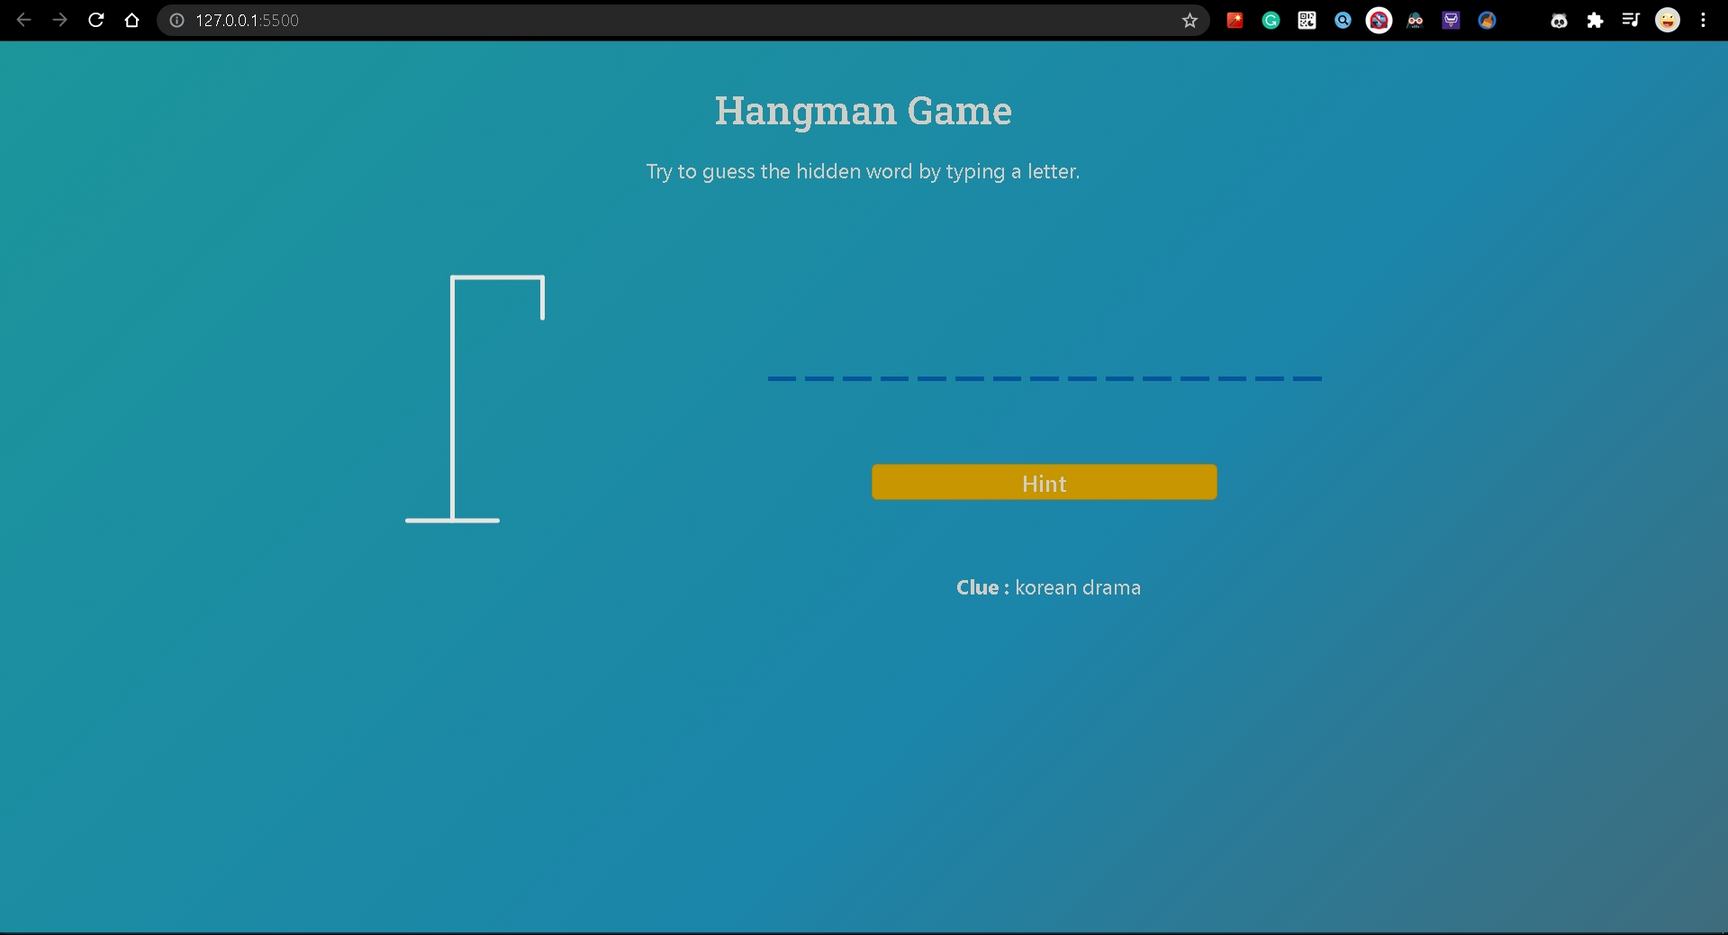 127.0.0.1:5500
Hangman Game
Try to guess the hidden word by typing a letter.
Hint
Clue : korean drama